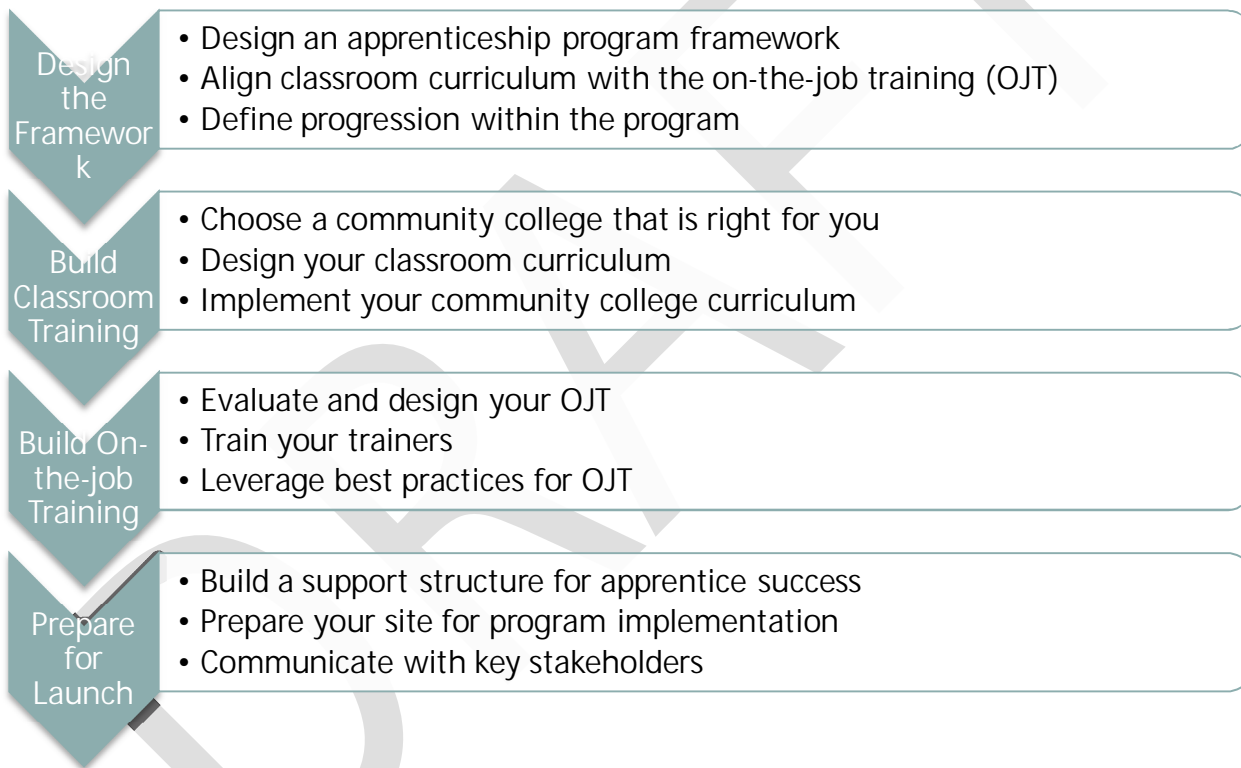 Design
the
Framewor
k
• Design an apprenticeship program framework
• Align classroom curriculum with the on-the-job training (OJT)
• Define progression within the program
Build
Classroom
Training
• Choose a community college that is right for you
• Design your classroom curriculum
• Implement your community college curriculum
Build On-
the-job
Training
• Evaluate and design your OJT
• Train your trainers
• Leverage best practices for OJT
Prepare
for
Launch
• Build a support structure for apprentice success
• Prepare your site for program implementation
• Communicate with key stakeholders
DRAFT